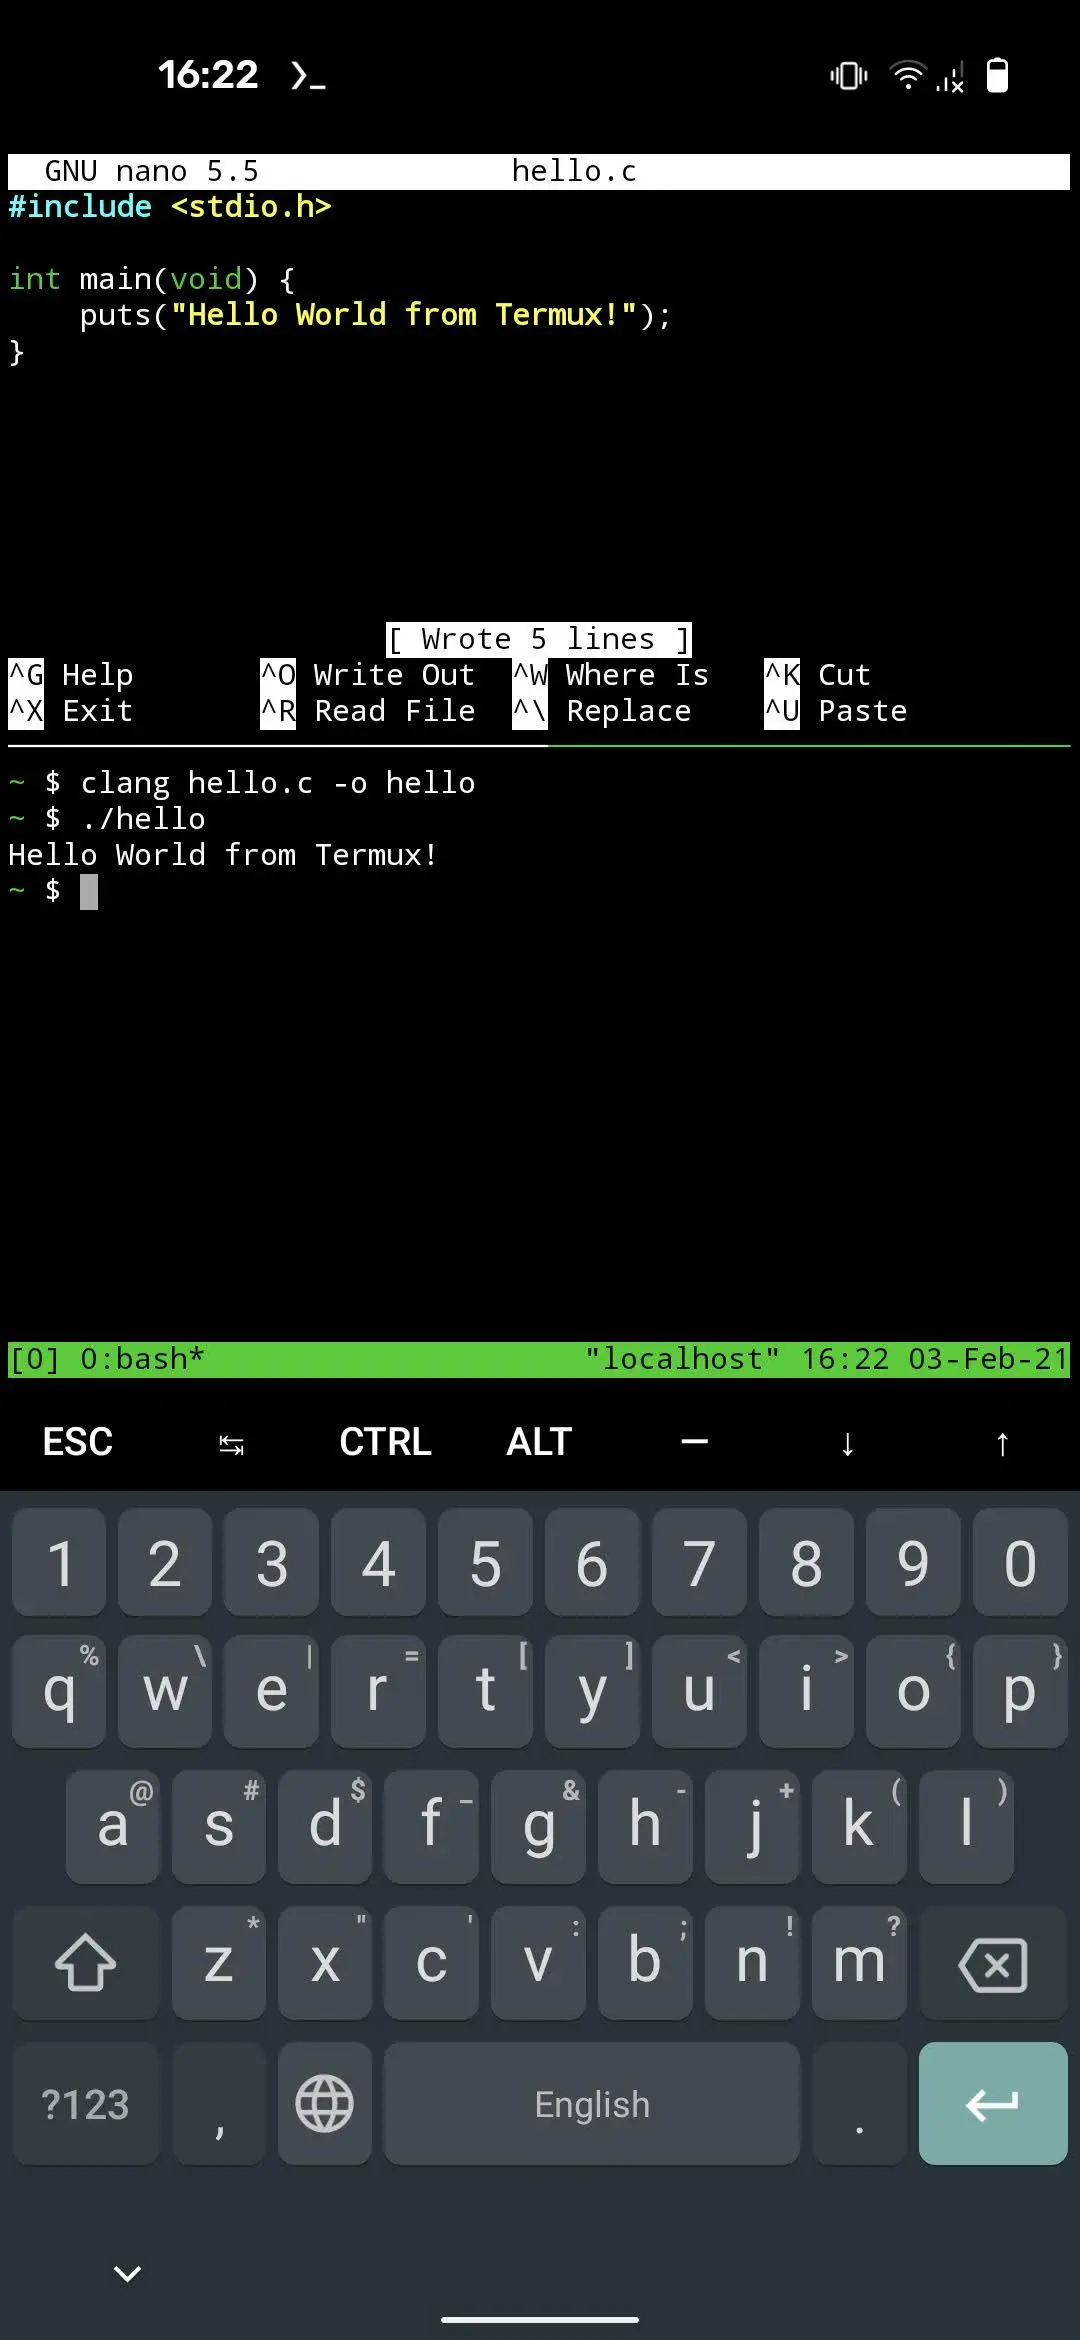 16:22
GNU nano 5.5 hello.c
#include <stdio.h>
int main(void) {
    puts("Hello World from Termux!");
}
[ Wrote 5 lines ]
^G Help ^O Write Out ^W Where Is ^K Cut
^X Exit ^R Read File ^\ Replace ^U Paste
~ $ clang hello.c -o hello
~ $ ./hello
Hello World from Termux!
~ $
[0] 0:bash* "localhost" 16:22 03-Feb-21
ESC ↹ CTRL ALT — ↓ ↑
1 2 3 4 5 6 7 8 9 0
q % w \ e | r = t [ y ] u < i > o { p }
a @ s # d $ f _ g & h - j + k ( l )
z * x " c ' v : b ; n ! m ?
?123 , English .